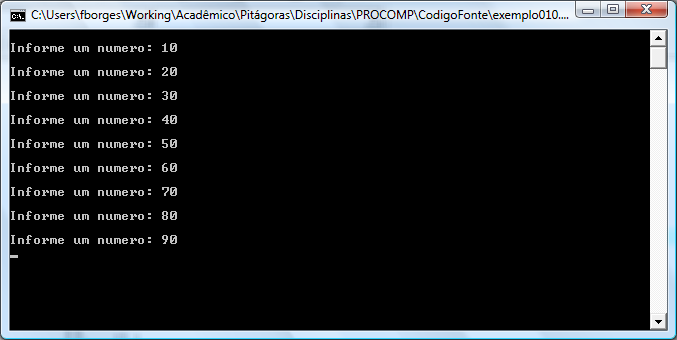 C:\Users\fborges\Working\Acadêmico\Pitágoras\Disciplinas\PROCOMP\CodigoFonte\exemplo010....
Informe um numero: 10
Informe um numero: 20
Informe um numero: 30
Informe um numero: 40
Informe um numero: 50
Informe um numero: 60
Informe um numero: 70
Informe um numero: 80
Informe um numero: 90